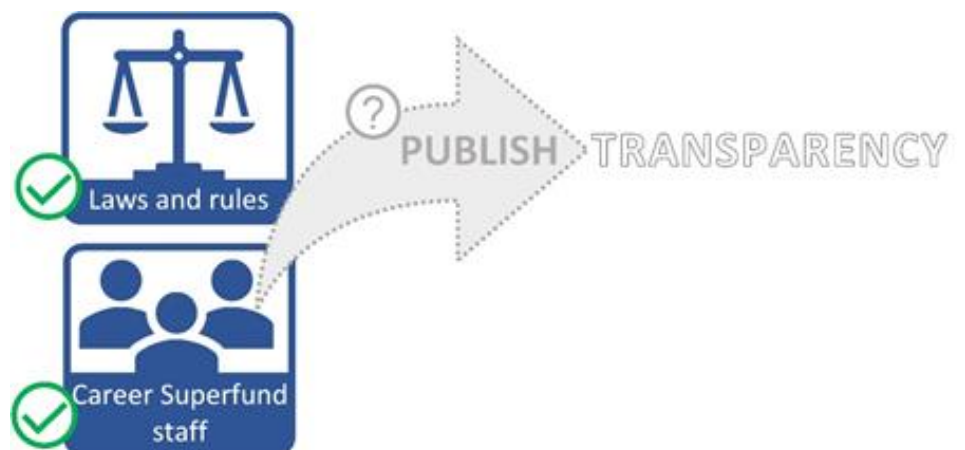 Laws and rules
?
PUBLISH
TRANSPARENCY
Career Superfund
staff